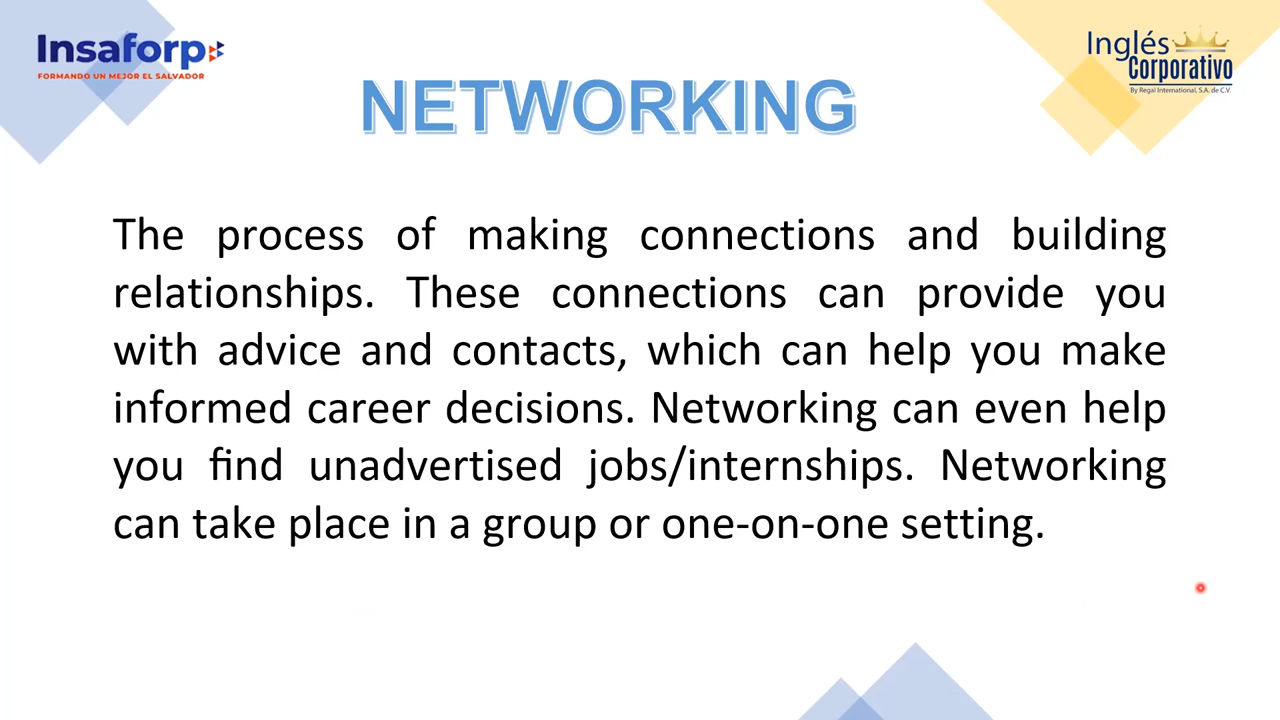 Insaforp
FORMANDO UN MEJOR EL SALVADOR
Inglés
Corporativo
By Regal International, S.A. de C.V.
NETWORKING
The process of making connections and building
relationships. These connections can provide you
with advice and contacts, which can help you make
informed career decisions. Networking can even help
you find unadvertised jobs/internships. Networking
can take place in a group or one-on-one setting.